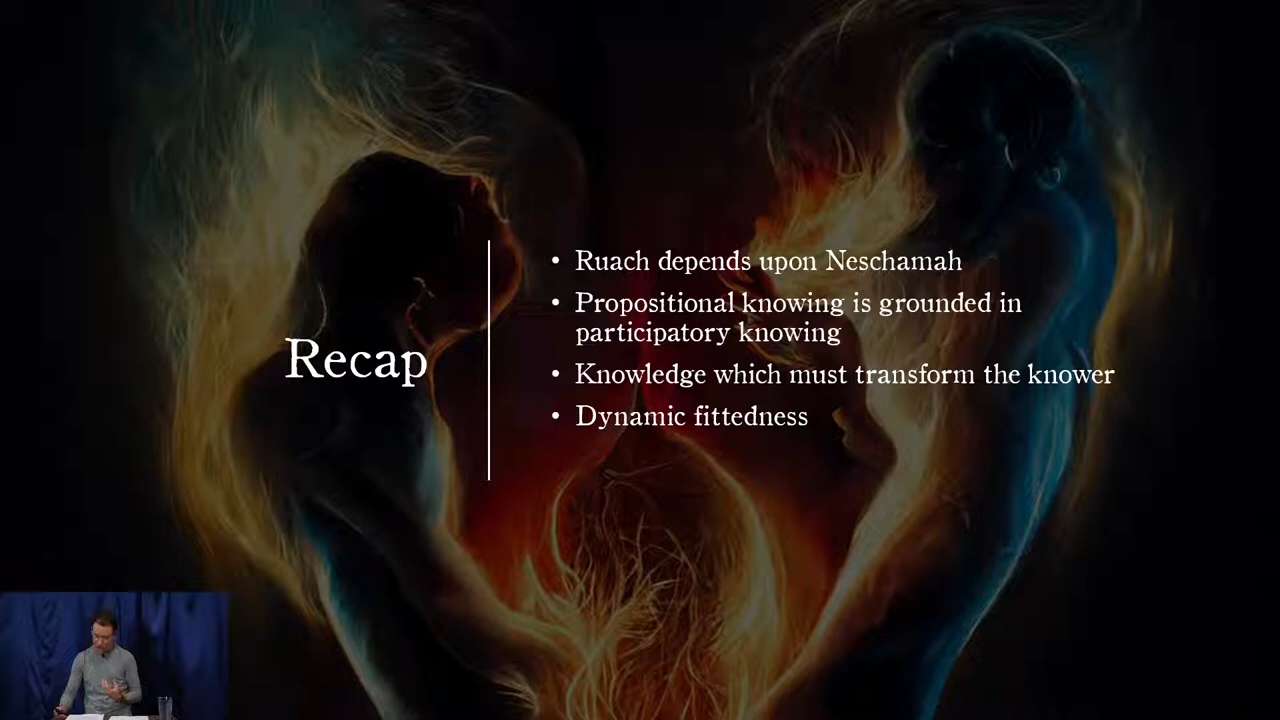 Recap
• Ruach depends upon Neschamah
• Propositional knowing is grounded in
participatory knowing
• Knowledge which must transform the knower
• Dynamic fittedness